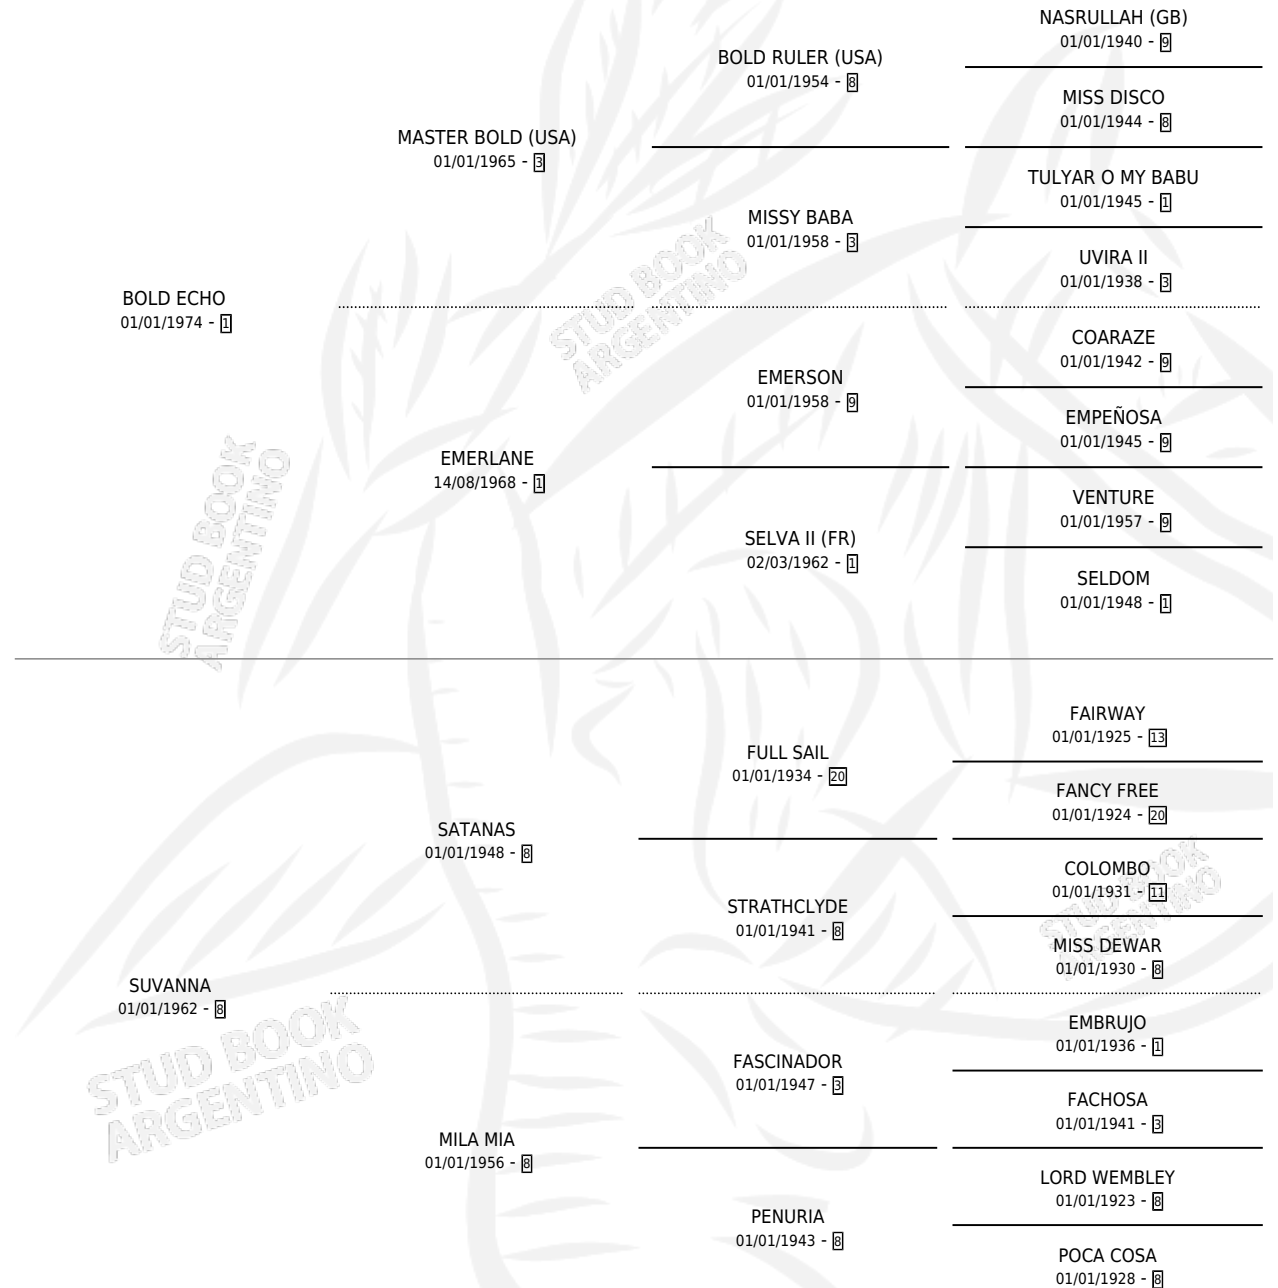 NASRULLAH (GB)
01/01/1940 - 9
BOLD RULER (USA)
01/01/1954 - 8
MISS DISCO
01/01/1944 - 8
MASTER BOLD (USA)
01/01/1965 - 3
TULYAR O MY BABU
01/01/1945 - 1
MISSY BABA
01/01/1958 - 3
UVIRA II
01/01/1938 - 3
BOLD ECHO
01/01/1974 - 1
COARAZE
01/01/1942 - 9
EMERSON
01/01/1958 - 9
EMPEÑOSA
01/01/1945 - 9
EMERLANE
14/08/1968 - 1
VENTURE
01/01/1957 - 9
SELVA II (FR)
02/03/1962 - 1
SELDOM
01/01/1948 - 1
FAIRWAY
01/01/1925 - 13
FULL SAIL
01/01/1934 - 20
FANCY FREE
01/01/1924 - 20
SATANAS
01/01/1948 - 8
COLOMBO
01/01/1931 - 11
STRATHCLYDE
01/01/1941 - 8
MISS DEWAR
01/01/1930 - 8
SUVANNA
01/01/1962 - 8
EMBRUJO
01/01/1936 - 1
FASCINADOR
01/01/1947 - 3
FACHOSA
01/01/1941 - 3
MILA MIA
01/01/1956 - 8
LORD WEMBLEY
01/01/1923 - 8
PENURIA
01/01/1943 - 8
POCA COSA
01/01/1928 - 8
STUD BOOK
ARGENTINO
STUD BOOK
ARGENTINO
STUD BOOK
ARGENTINO
STUD BOOK
ARGENTINO